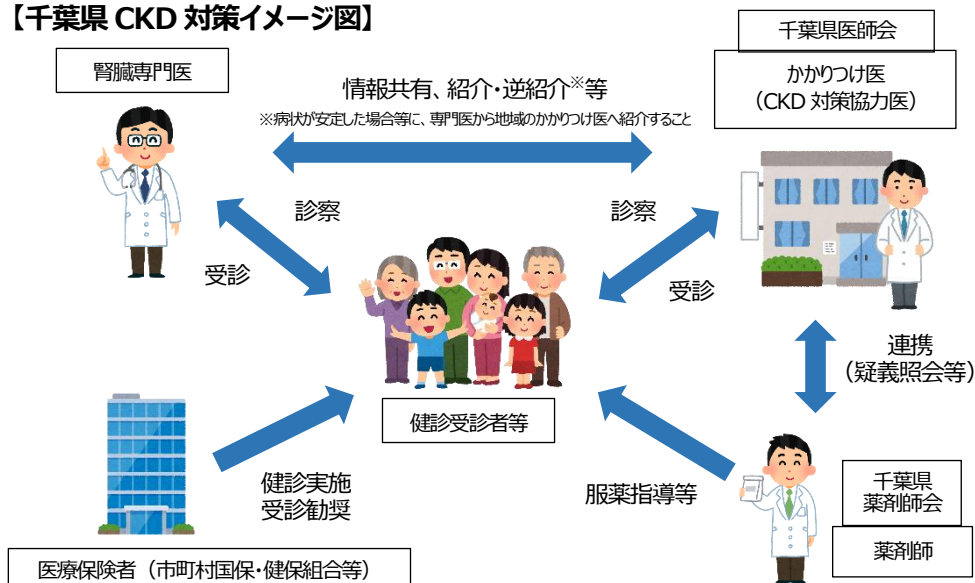 【千葉県 CKD 対策イメージ図】
千葉県医師会
腎臓専門医
かかりつけ医
（CKD 対策協力医）
情報共有、紹介・逆紹介※等
※病状が安定した場合等に、専門医から地域のかかりつけ医へ紹介すること
診察
診察
受診
受診
連携
（疑義照会等）
健診受診者等
健診実施
受診勧奨
服薬指導等
千葉県
薬剤師会
薬剤師
医療保険者（市町村国保・健保組合等）